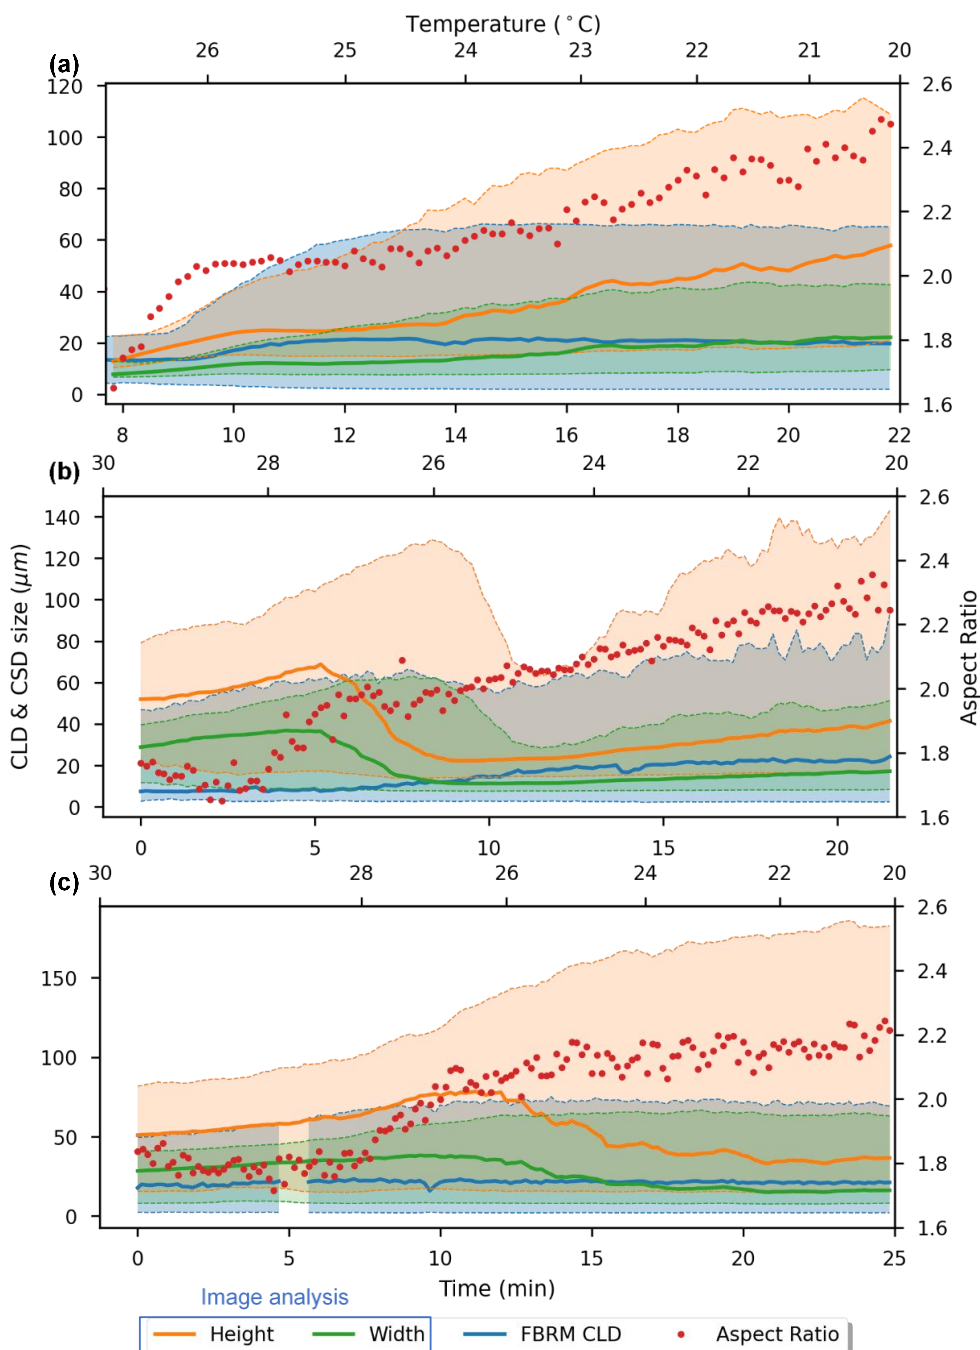 Temperature (°C)
(a)
26 25 24 23 22 21 20
120
100
80
60
40
20
0
2.6
2.4
2.2
2.0
1.8
1.6
8 10 12 14 16 18 20 22
(b)
30 28 26 24 22 20
140
120
100
80
60
40
20
0
CLD & CSD size (μm)
2.6
2.4
2.2
2.0
1.8
1.6
Aspect Ratio
0 5 10 15 20
(c)
30 28 26 24 22 20
150
100
50
0
2.6
2.4
2.2
2.0
1.8
1.6
0 5 10 15 20 25
Time (min)
Image analysis
Height Width FBRM CLD Aspect Ratio